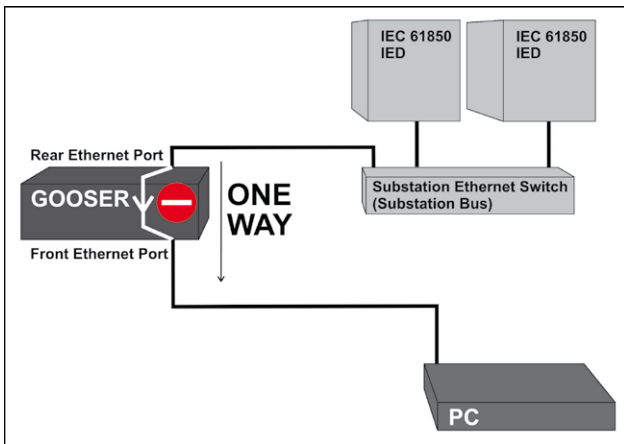 IEC 61850
IED
IEC 61850
IED
Rear Ethernet Port
GOOSER
ONE
WAY
Substation Ethernet Switch
(Substation Bus)
Front Ethernet Port
PC